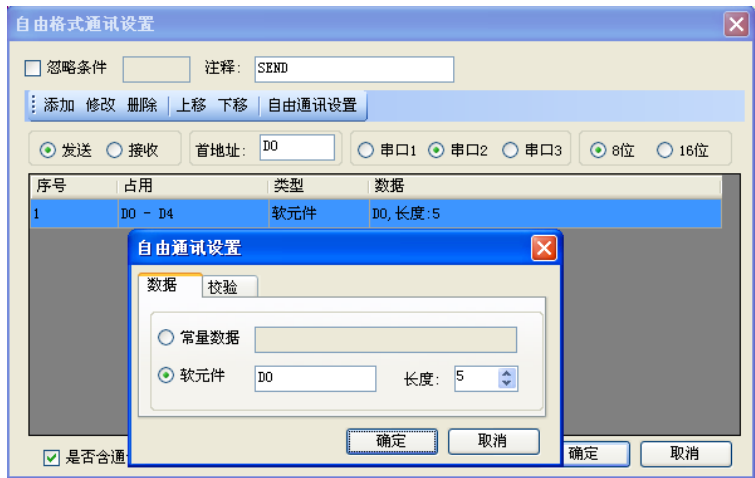 自由格式通讯设置
忽略条件 注释: SEND
添加 修改 删除 上移 下移 自由通讯设置
发送 接收 首地址: D0 串口1 串口2 串口3 8位 16位
序号 占用 类型 数据
1 D0 - D4 软元件 D0,长度:5
自由通讯设置
数据 校验
常量数据
软元件 D0 长度: 5
确定 取消
是否含通 确定 取消